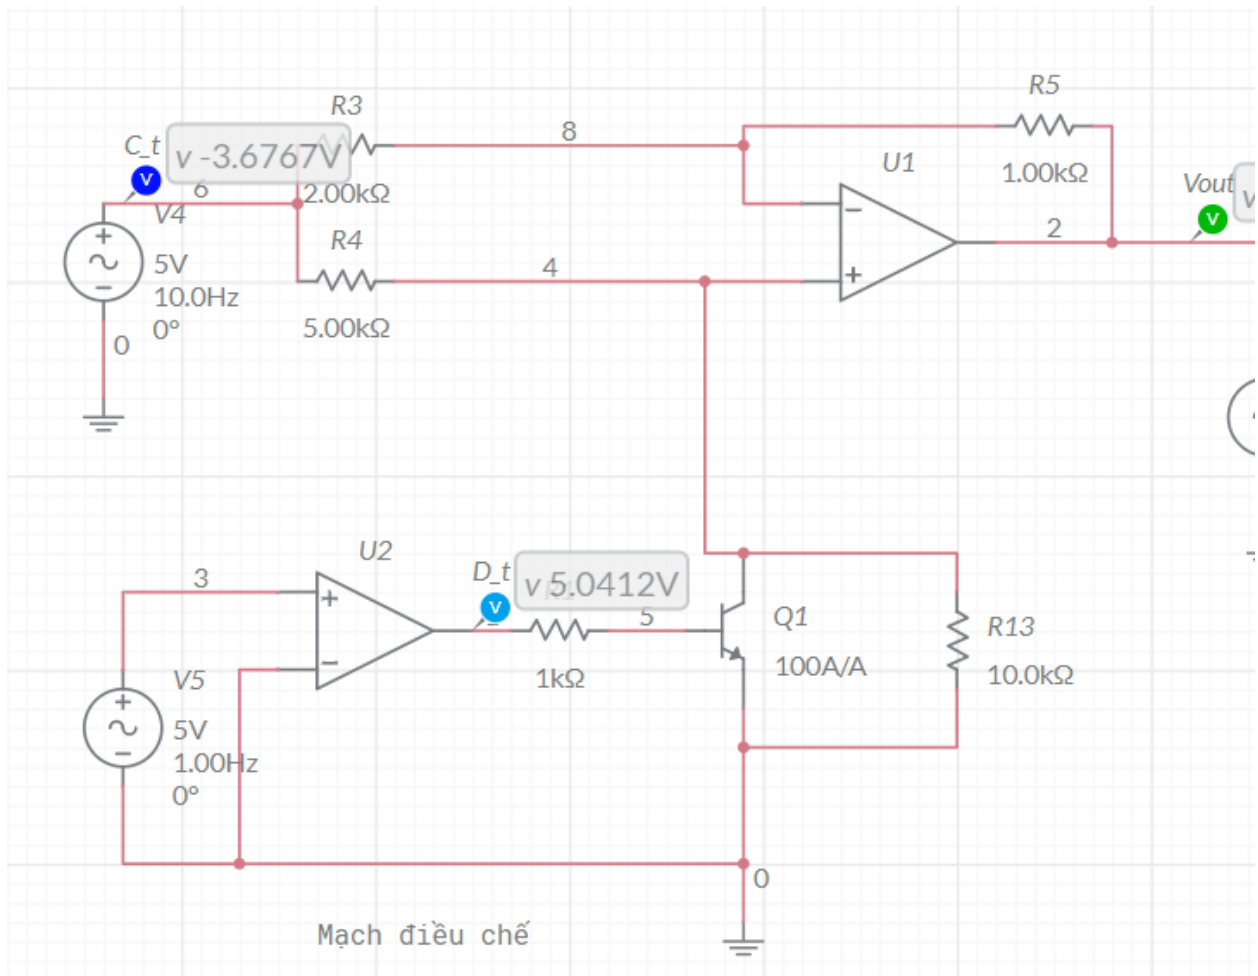 R5
R3
8
C_t
v -3.6767V
U1
1.00kΩ
V
6
2.00kΩ
Vout
v
V4
V
R4
2
5V
4
10.0Hz
0°
5.00kΩ
0
U2
D_t
v 5.0412V
3
V
5
Q1
R13
1kΩ
100A/A
10.0kΩ
V5
5V
1.00Hz
0°
0
Mạch điều chế